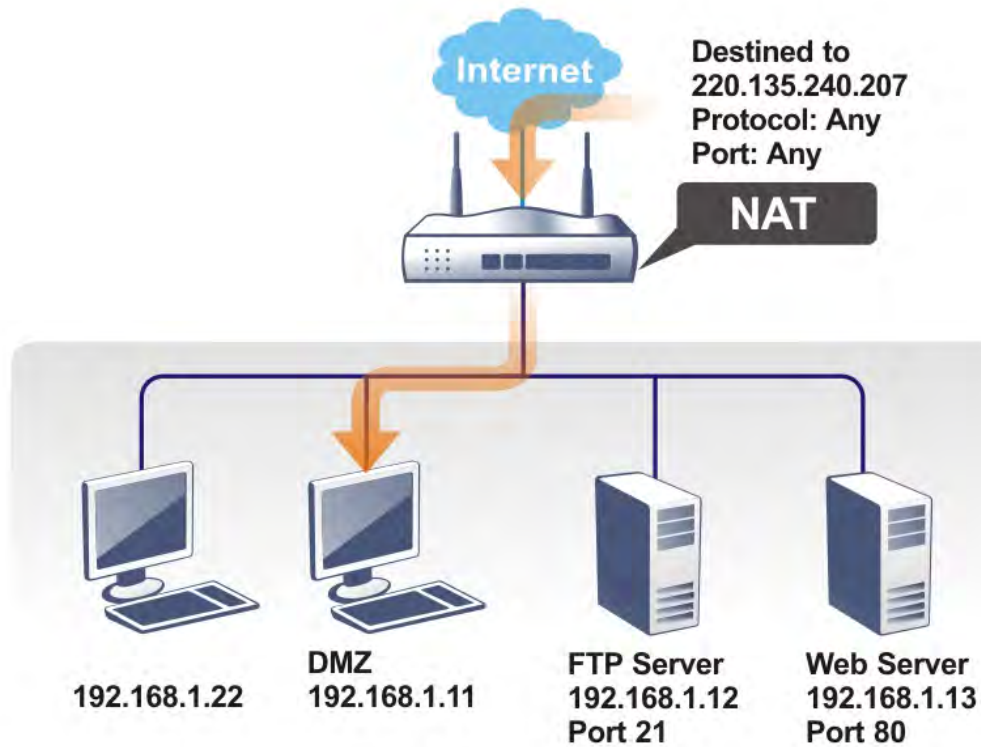 Internet
Destined to
220.135.240.207
Protocol: Any
Port: Any
NAT
192.168.1.22
DMZ
192.168.1.11
FTP Server
192.168.1.12
Port 21
Web Server
192.168.1.13
Port 80